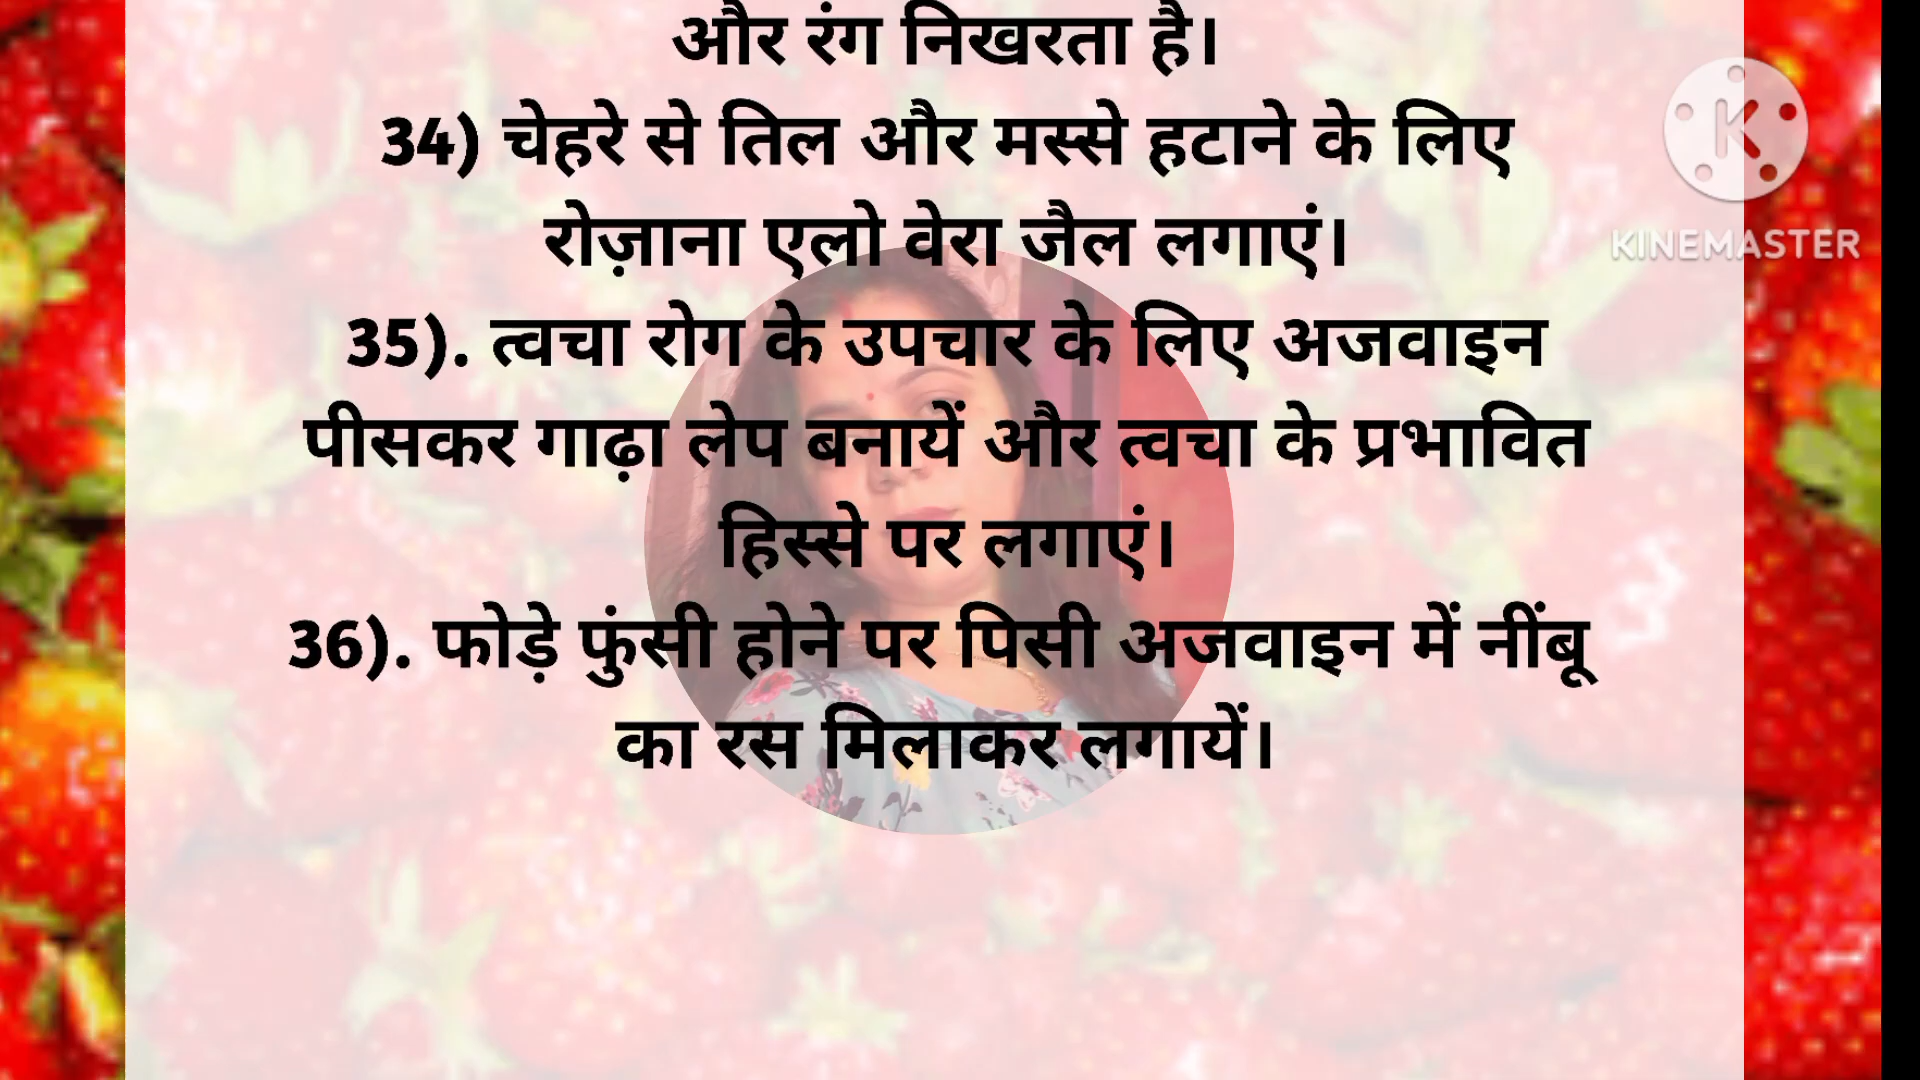 और रंग निखरता है।
34) चेहरे से तिल और मस्से हटाने के लिए
रोज़ाना एलो वेरा जैल लगाएं।
35). त्वचा रोग के उपचार के लिए अजवाइन
पीसकर गाढ़ा लेप बनायें और त्वचा के प्रभावित
हिस्से पर लगाएं।
36). फोड़े फुंसी होने पर पिसी अजवाइन में नींबू
का रस मिलाकर लगायें।
K
KINEMASTER